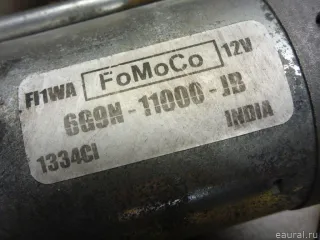 FoMoCo 12V
FI1WA
6G9N-11000-JB
1334CI INDIA
© eaural.ru